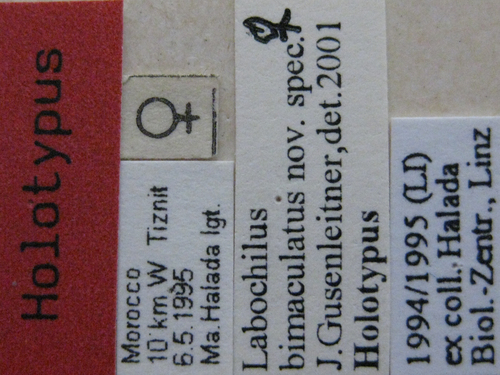 Holotypus
♀
Morocco
10 km W Tiznit
6.5.1995
Ma. Halada lgt.
Labochilus ♀
bimaculatus nov. spec.
J.Gusenleitner,det.2001
Holotypus
1994/1995 (LI)
ex coll. Halada
Biol.-Zentr., Linz